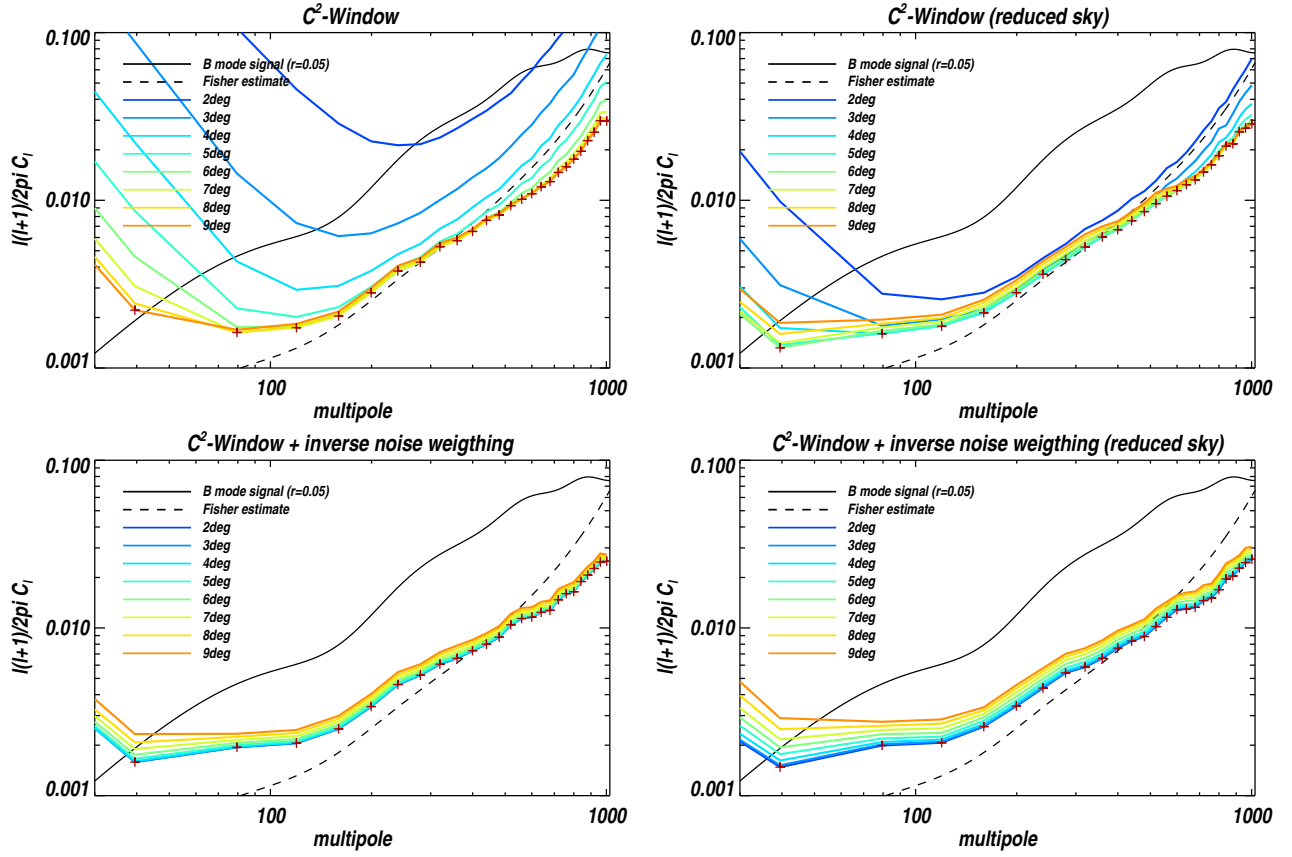 C²-Window
0.100
0.010
0.001
l((l+1)/2pi C_l
B mode signal (r=0.05)
Fisher estimate
2deg
3deg
4deg
5deg
6deg
7deg
8deg
9deg
100
1000
multipole
C²-Window (reduced sky)
0.100
0.010
0.001
l((l+1)/2pi C_l
B mode signal (r=0.05)
Fisher estimate
2deg
3deg
4deg
5deg
6deg
7deg
8deg
9deg
100
1000
multipole
C²-Window + inverse noise weigthing
0.100
0.010
0.001
l((l+1)/2pi C_l
B mode signal (r=0.05)
Fisher estimate
2deg
3deg
4deg
5deg
6deg
7deg
8deg
9deg
100
1000
multipole
C²-Window + inverse noise weigthing (reduced sky)
0.100
0.010
0.001
l((l+1)/2pi C_l
B mode signal (r=0.05)
Fisher estimate
2deg
3deg
4deg
5deg
6deg
7deg
8deg
9deg
100
1000
multipole